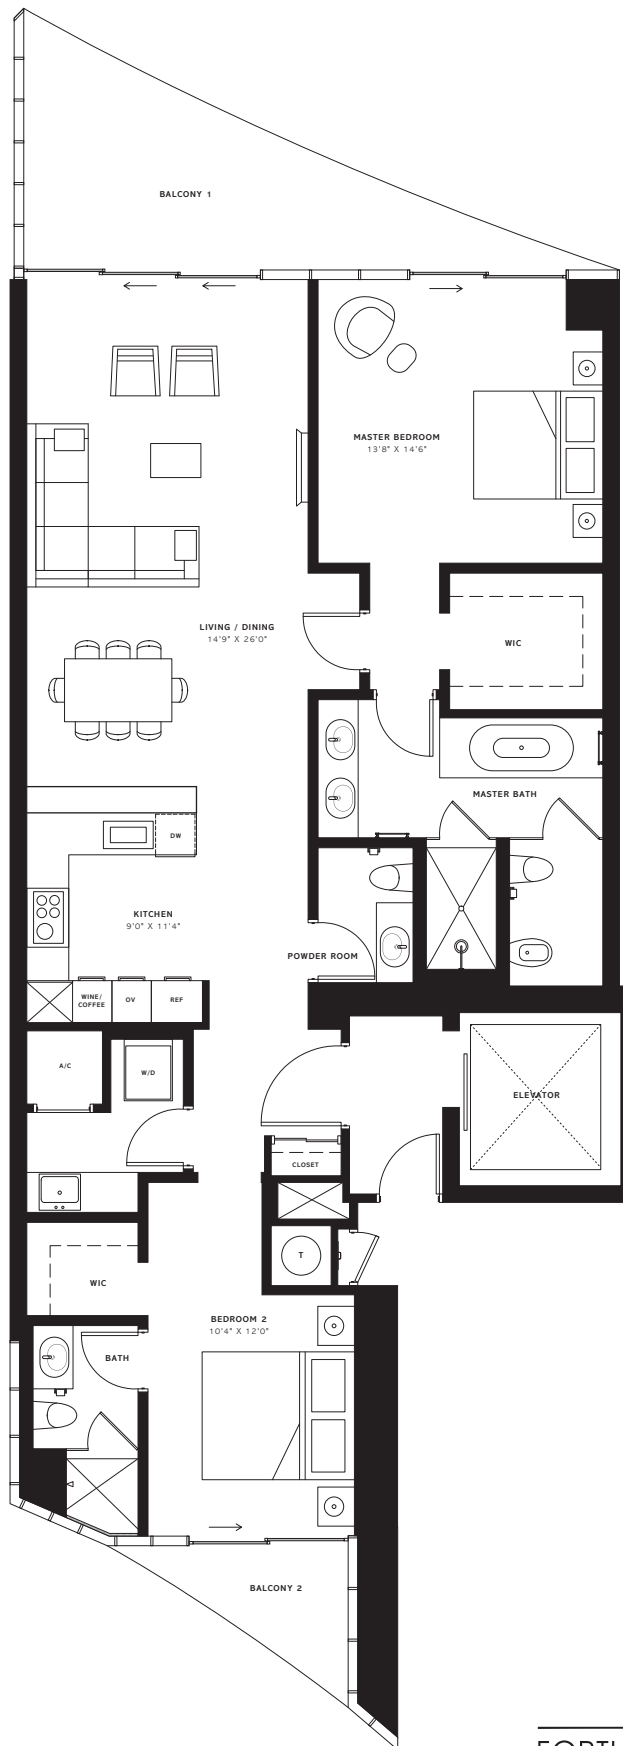 BALCONY 1
MASTER BEDROOM
13'8" X 14'6"
LIVING / DINING
14'9" X 26'0"
WIC
MASTER BATH
DW
KITCHEN
9'0" X 11'4"
POWDER ROOM
WINE/
COFFEE
OV
REF
A/C
W/D
ELEVATOR
CLOSET
T
WIC
BEDROOM 2
10'4" X 12'0"
BATH
BALCONY 2